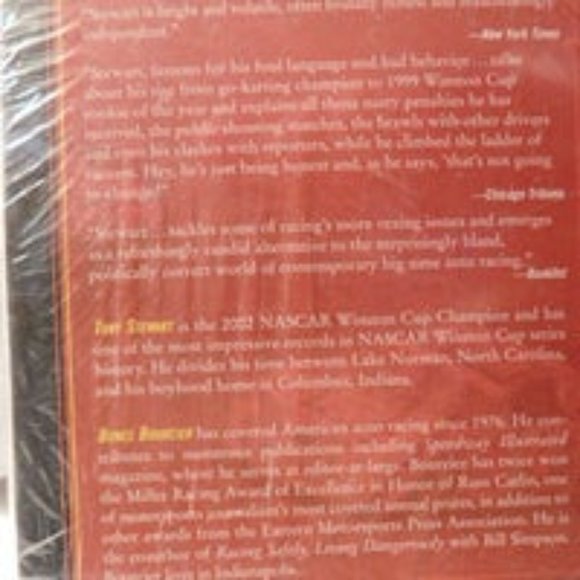 "Stewart is bright and volatile, often
—New York Times
"Stewart, famous for his foul language and bad behavior . . . talks
about his rise from go-karting champion to 1999 Winston Cup
rookie of the year and explains all those nasty penalties he has
received, the public shouting matches, the brawls with other drivers
and even his clashes with reporters, while he climbed the ladder of
success. Hey, he's just being honest and, as he says, 'that's not going
to change!'"
—Chicago Tribune
"Stewart . . . tackles some of racing's more vexing issues and emerges
as a refreshingly candid alternative to the surprisingly bland,
politically correct world of contemporary big-time auto racing."
—Booklist
Tony Stewart is the 2002 NASCAR Winston Cup Champion and has
one of the most impressive records in NASCAR Winston Cup series
history. He divides his time between Lake Norman, North Carolina,
and his boyhood home in Columbus, Indiana.
Bones Bourcier has covered American auto racing since 1976. He con-
tributes to numerous publications including Speedway Illustrated
magazine, where he serves as editor-at-large. Bourcier has twice won
the Miller Racing Award of Excellence in Honor of Russ Catlin, one
of motorsports journalism's most coveted annual prizes, in addition to
other awards from the Eastern Motorsports Press Association. He is
the coauthor of Racing Safely, Living Dangerously with Bill Simpson.
Bourcier lives in Indianapolis.